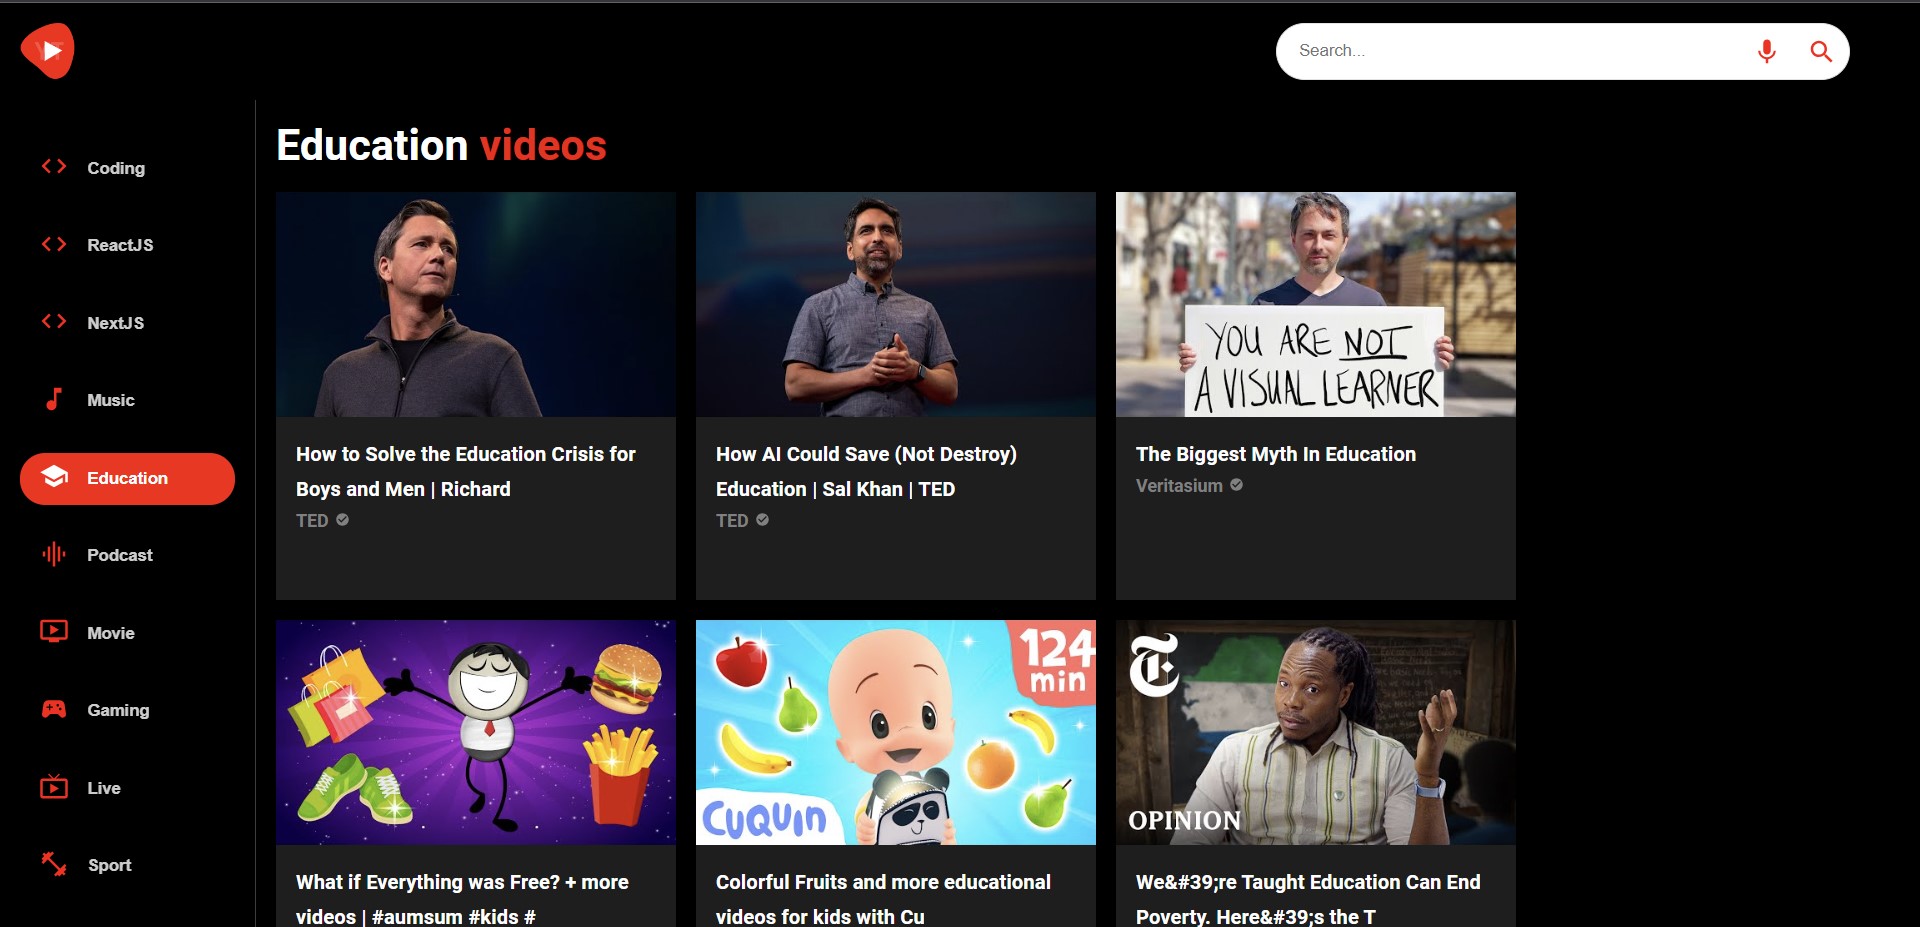 Search...
Coding
ReactJS
NextJS
Music
Education
Podcast
Movie
Gaming
Live
Sport
Education videos
YOU ARE NOT
A VISUAL LEARNER
How to Solve the Education Crisis for
Boys and Men | Richard
TED
How AI Could Save (Not Destroy)
Education | Sal Khan | TED
TED
The Biggest Myth In Education
Veritasium
124
min
CUQUIN
T
OPINION
What if Everything was Free? + more
videos | #aumsum #kids #
Colorful Fruits and more educational
videos for kids with Cu
We&#39;re Taught Education Can End
Poverty. Here&#39;s the T